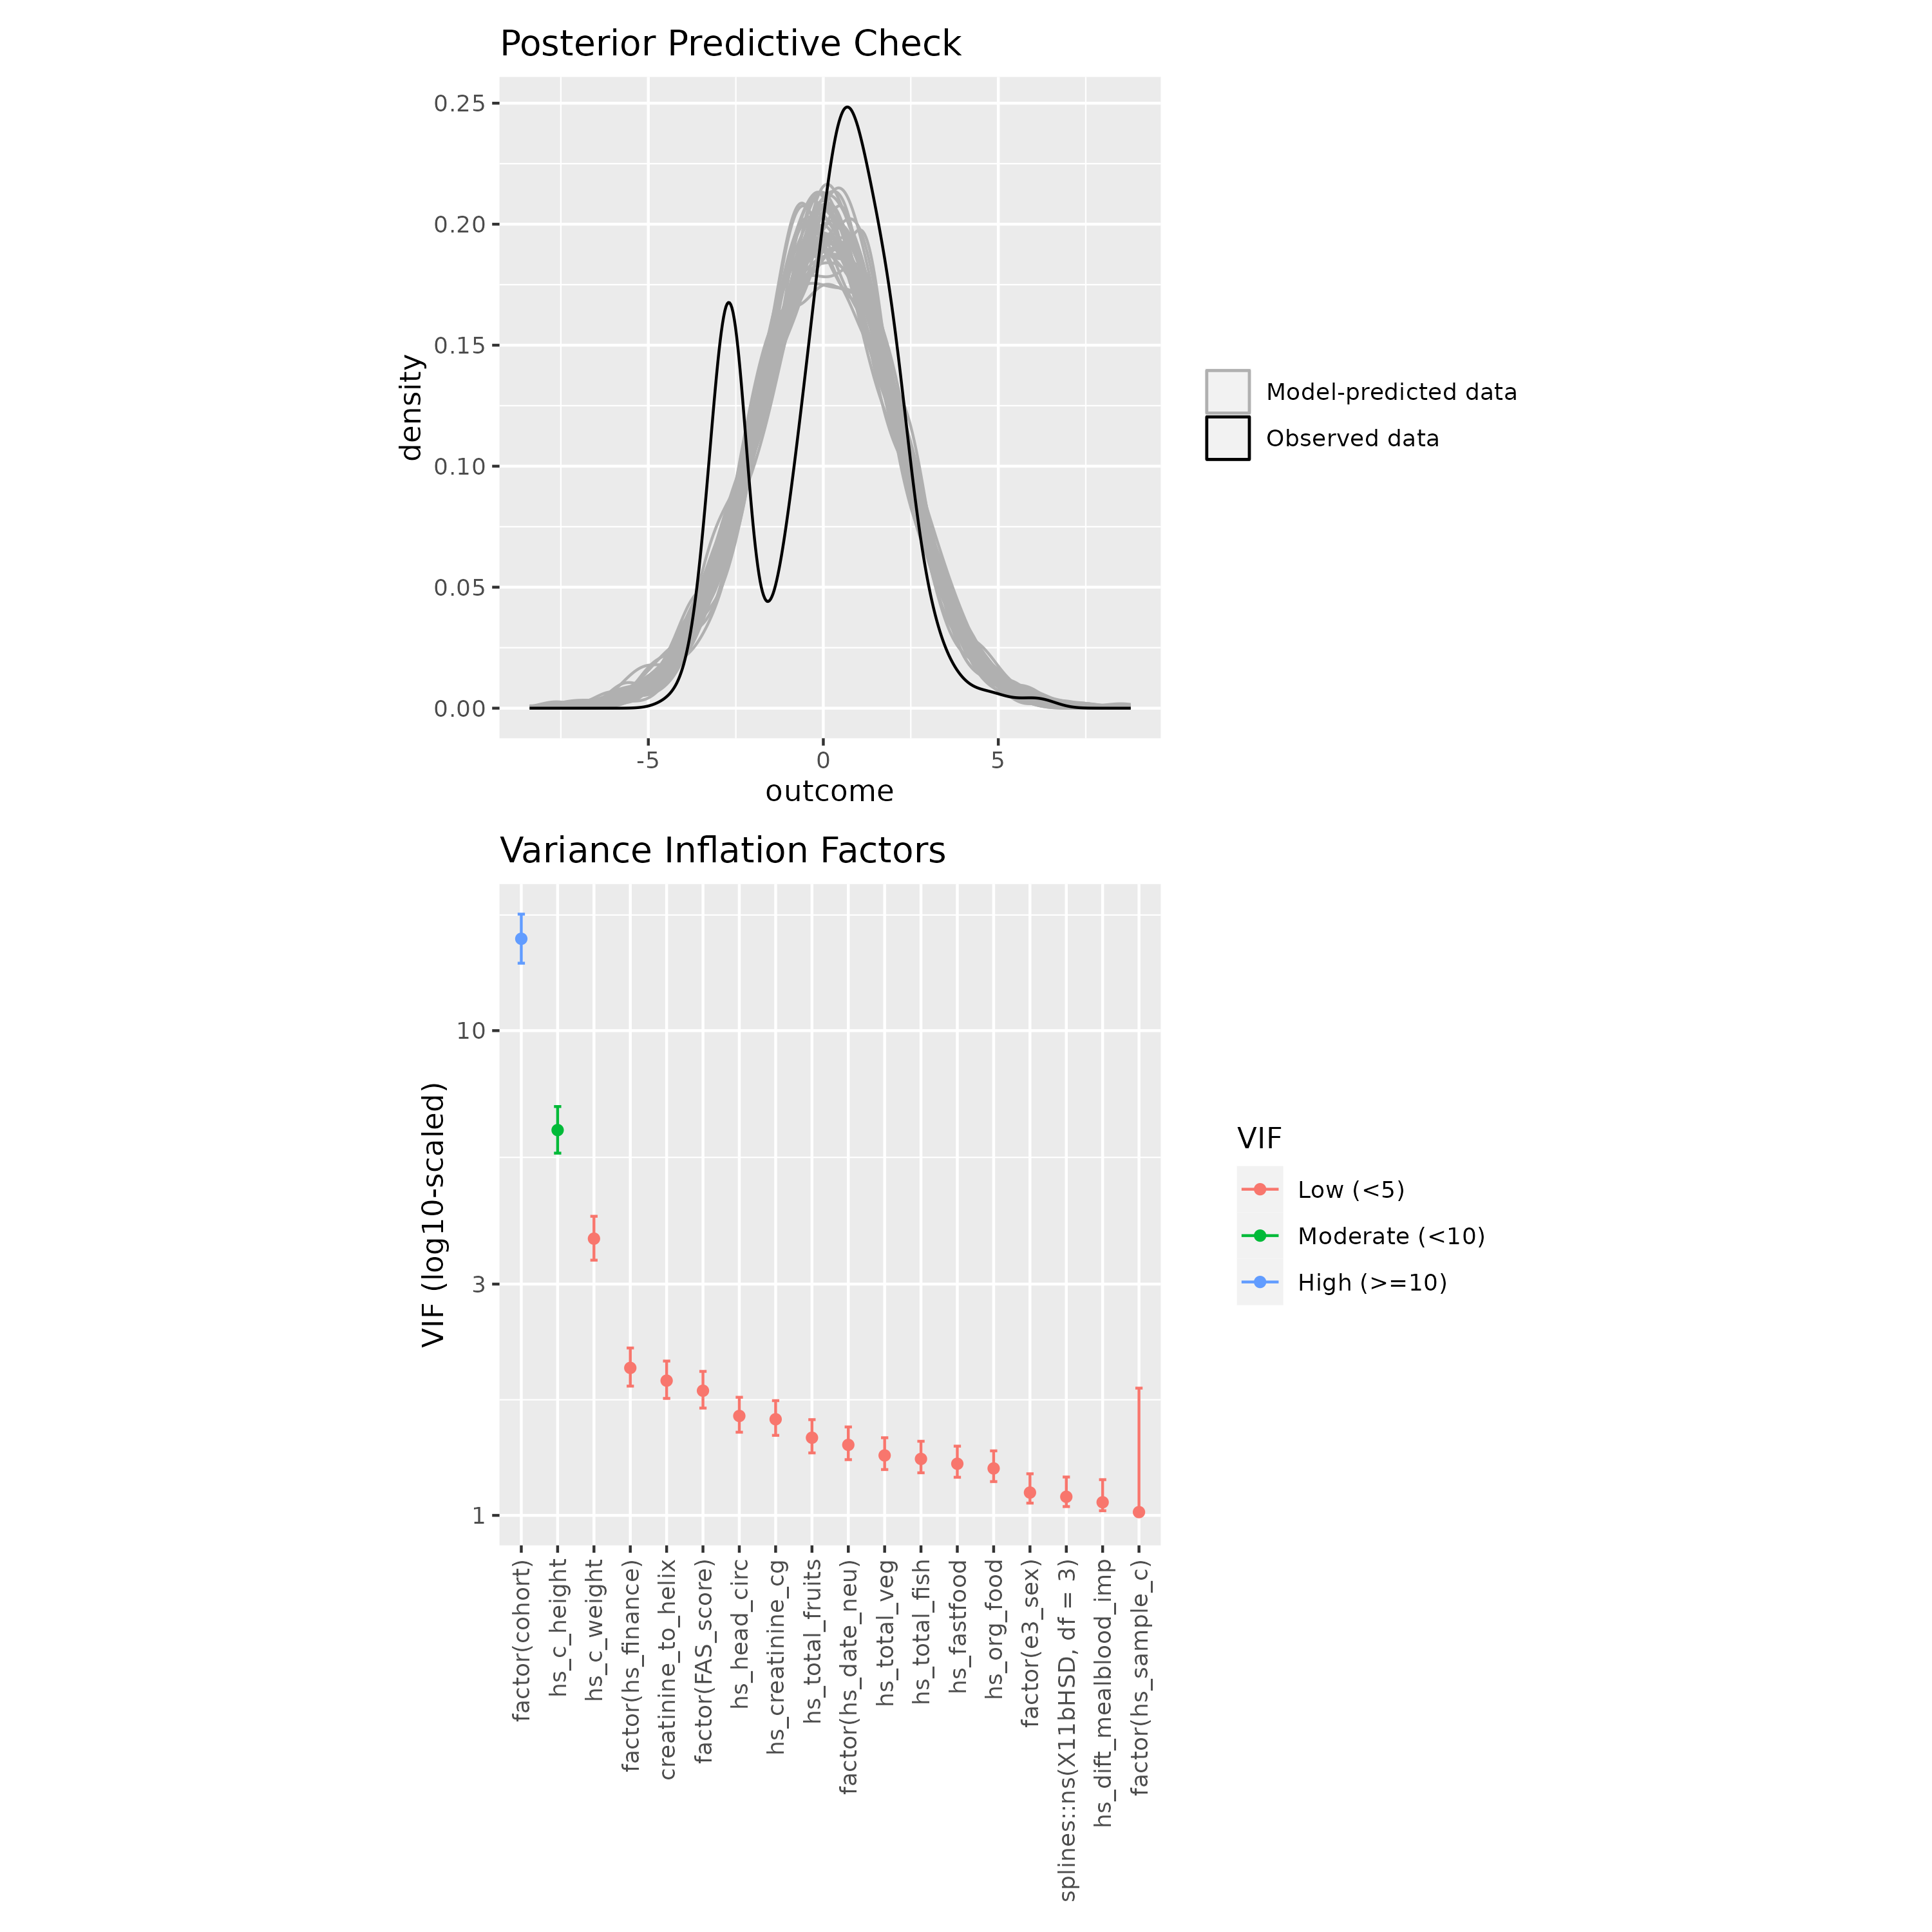 Posterior Predictive Check
0.25
0.20
0.15
0.10
0.05
0.00
density
-5 0 5
outcome
Model-predicted data
Observed data
Variance Inflation Factors
10
3
1
VIF (log10-scaled)
factor(cohort)
hs_c_height
hs_c_weight
factor(hs_finance)
creatinine_to_helix
factor(FAS_score)
hs_head_circ
hs_creatinine_cg
hs_total_fruits
factor(hs_date_neu)
hs_total_veg
hs_total_fish
hs_fastfood
hs_org_food
factor(e3_sex)
splines::ns(X11bHSD, df = 3)
hs_dift_mealblood_imp
factor(hs_sample_c)
VIF
Low (<5)
Moderate (<10)
High (>=10)